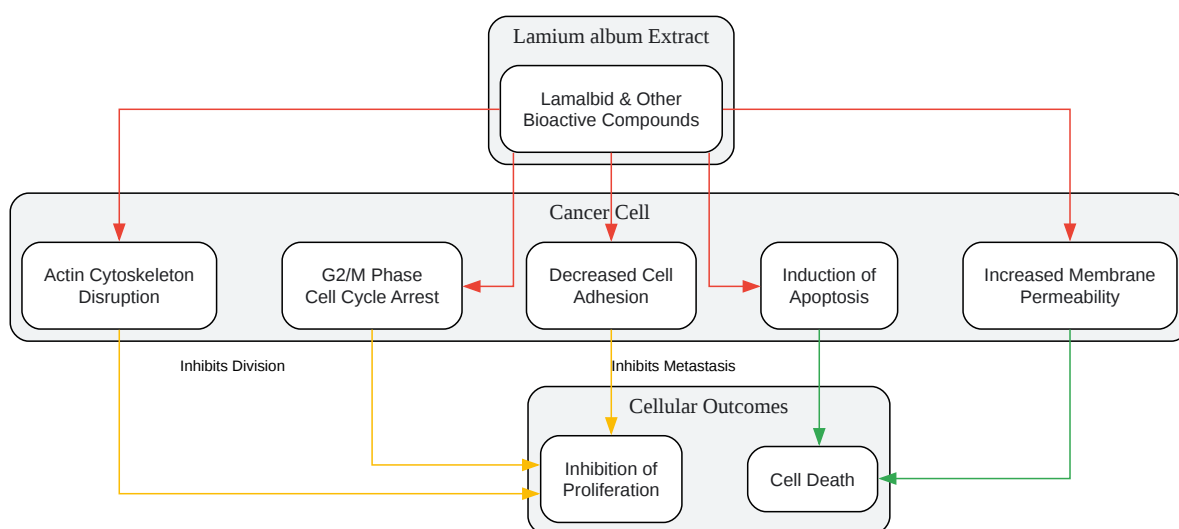 Lamium album Extract
Lamalbid & Other
Bioactive Compounds
Cancer Cell
Actin Cytoskeleton
Disruption
G2/M Phase
Cell Cycle Arrest
Decreased Cell
Adhesion
Induction of
Apoptosis
Increased Membrane
Permeability
Inhibits Division
Inhibits Metastasis
Cellular Outcomes
Inhibition of
Proliferation
Cell Death